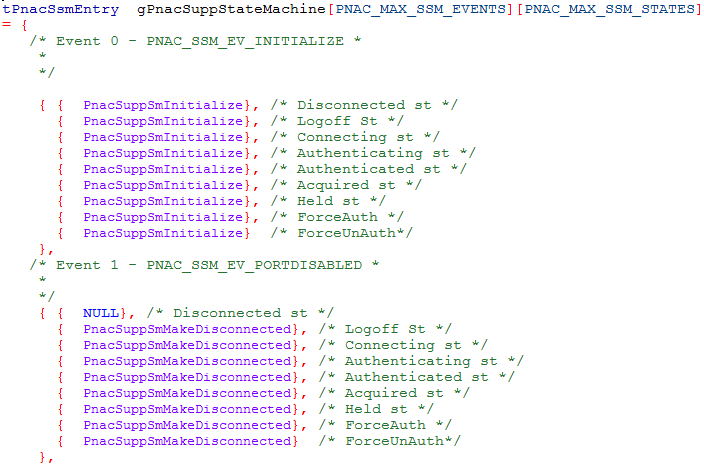 tPnacSsmEntry  gPnacSuppStateMachine[PNAC_MAX_SSM_EVENTS][PNAC_MAX_SSM_STATES]
= {
   /* Event 0 - PNAC_SSM_EV_INITIALIZE *
    *
    */
    { {  PnacSuppSmInitialize}, /* Disconnected st */
      {  PnacSuppSmInitialize}, /* Logoff St */
      {  PnacSuppSmInitialize}, /* Connecting st */
      {  PnacSuppSmInitialize}, /* Authenticating st */
      {  PnacSuppSmInitialize}, /* Authenticated st */
      {  PnacSuppSmInitialize}, /* Acquired st */
      {  PnacSuppSmInitialize}, /* Held st */
      {  PnacSuppSmInitialize}, /* ForceAuth */
      {  PnacSuppSmInitialize}  /* ForceUnAuth*/
    },
   /* Event 1 - PNAC_SSM_EV_PORTDISABLED *
    *
    */
    { {  NULL}, /* Disconnected st */
      {  PnacSuppSmMakeDisconnected}, /* Logoff St */
      {  PnacSuppSmMakeDisconnected}, /* Connecting st */
      {  PnacSuppSmMakeDisconnected}, /* Authenticating st */
      {  PnacSuppSmMakeDisconnected}, /* Authenticated st */
      {  PnacSuppSmMakeDisconnected}, /* Acquired st */
      {  PnacSuppSmMakeDisconnected}, /* Held st */
      {  PnacSuppSmMakeDisconnected}, /* ForceAuth */
      {  PnacSuppSmMakeDisconnected}  /* ForceUnAuth*/
    },